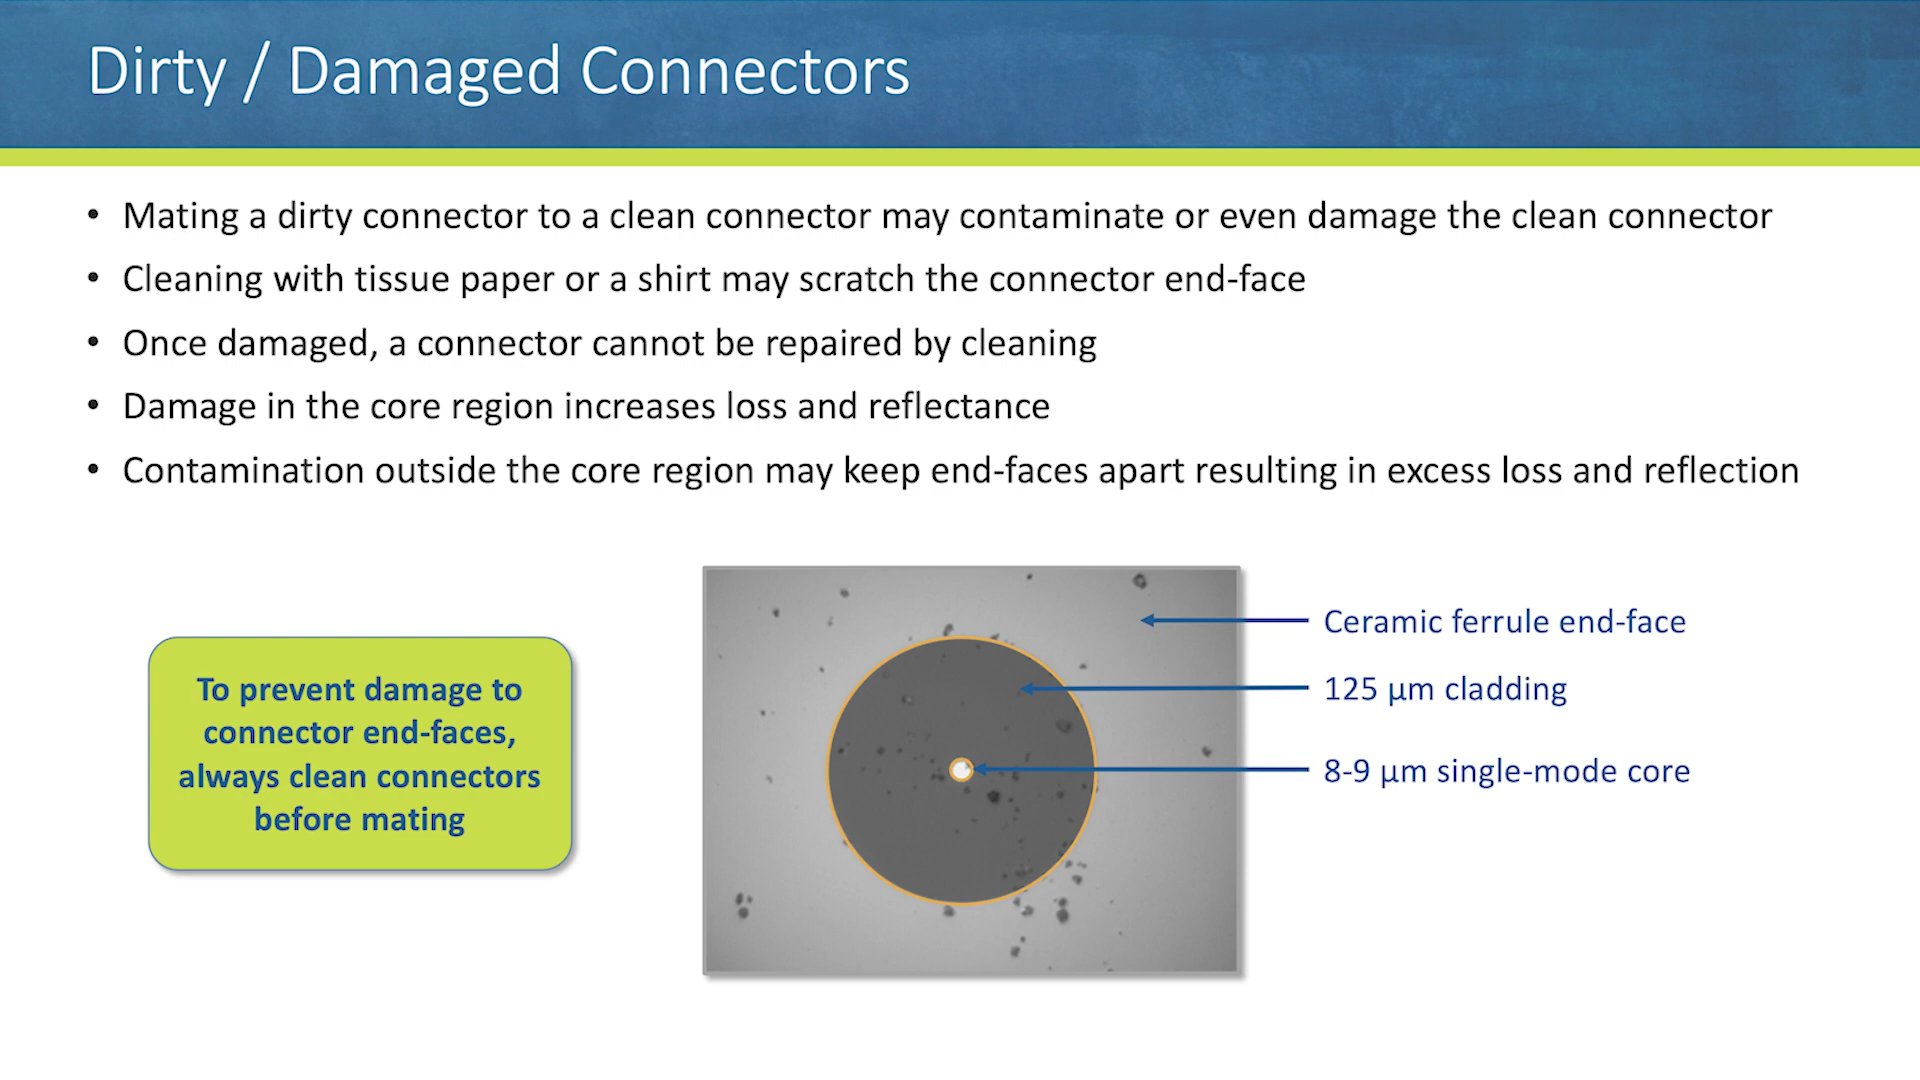 Dirty / Damaged Connectors
• Mating a dirty connector to a clean connector may contaminate or even damage the clean connector
• Cleaning with tissue paper or a shirt may scratch the connector end-face
• Once damaged, a connector cannot be repaired by cleaning
• Damage in the core region increases loss and reflectance
• Contamination outside the core region may keep end-faces apart resulting in excess loss and reflection
To prevent damage to
connector end-faces,
always clean connectors
before mating
Ceramic ferrule end-face
125 µm cladding
8-9 µm single-mode core